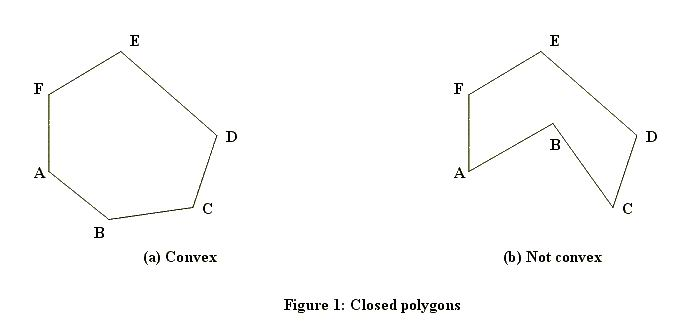 E
F
D
A
C
B
(a) Convex
E
F
D
B
A
C
(b) Not convex
Figure 1: Closed polygons